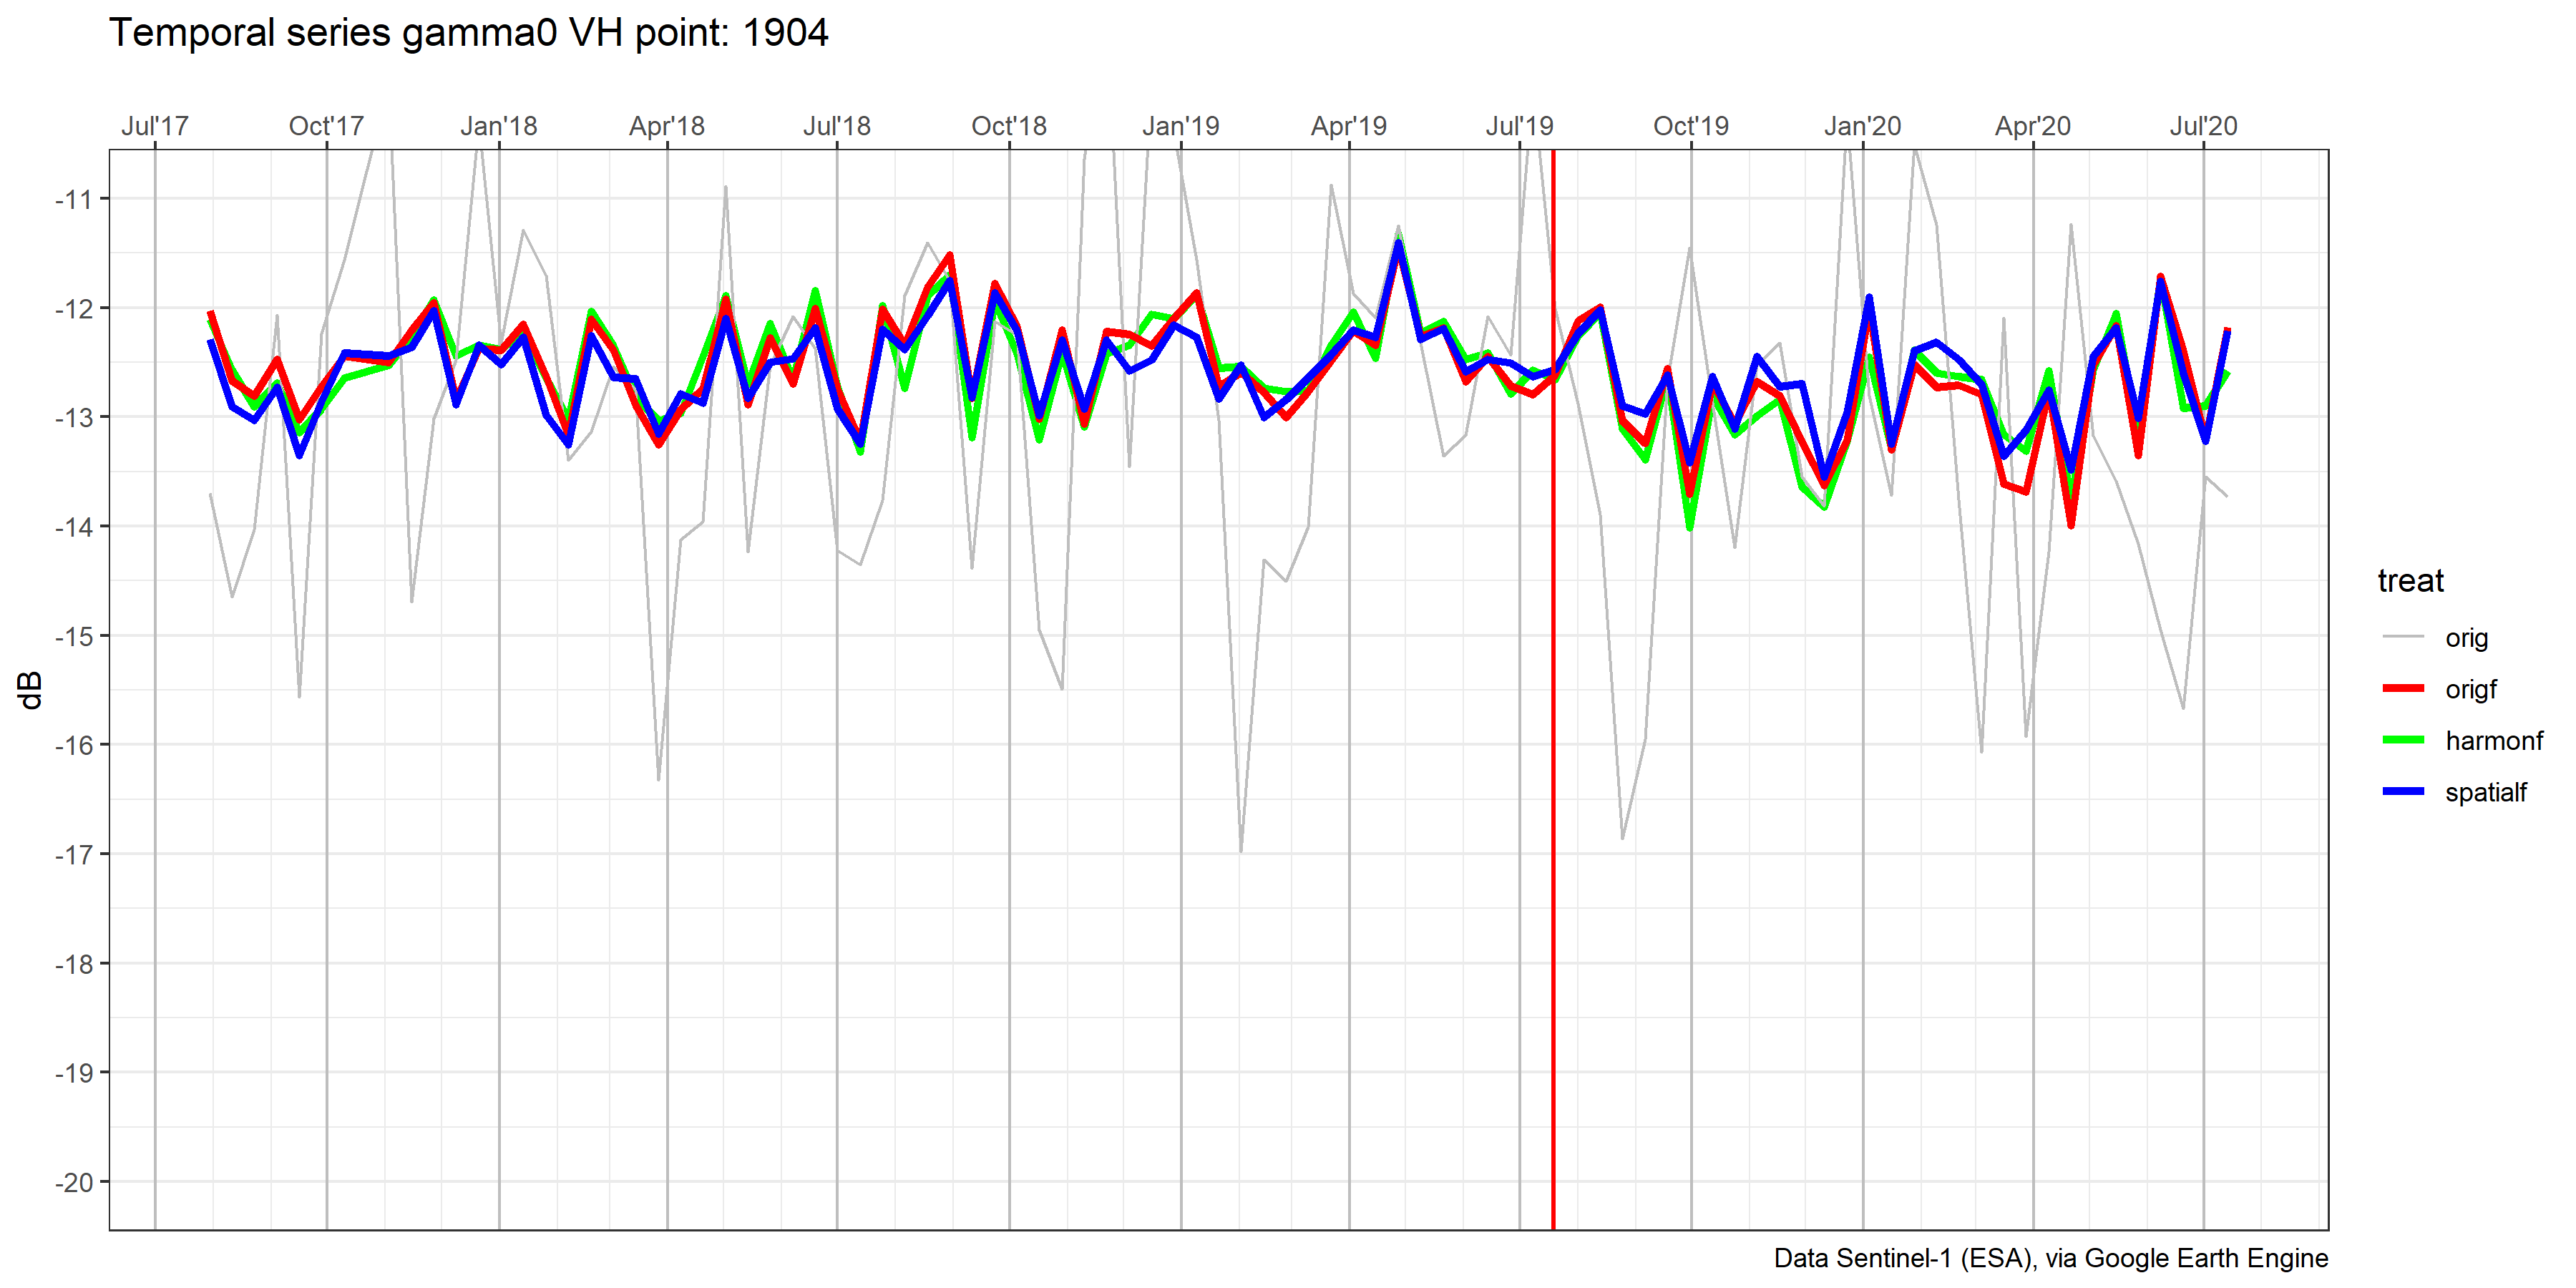 Temporal series gamma0 VH point: 1904
Jul'17 Oct'17 Jan'18 Apr'18 Jul'18 Oct'18 Jan'19 Apr'19 Jul'19 Oct'19 Jan'20 Apr'20 Jul'20
-11
-12
-13
-14
-15
-16
-17
-18
-19
-20
dB
treat
orig
origf
harmonf
spatialf
Data Sentinel-1 (ESA), via Google Earth Engine